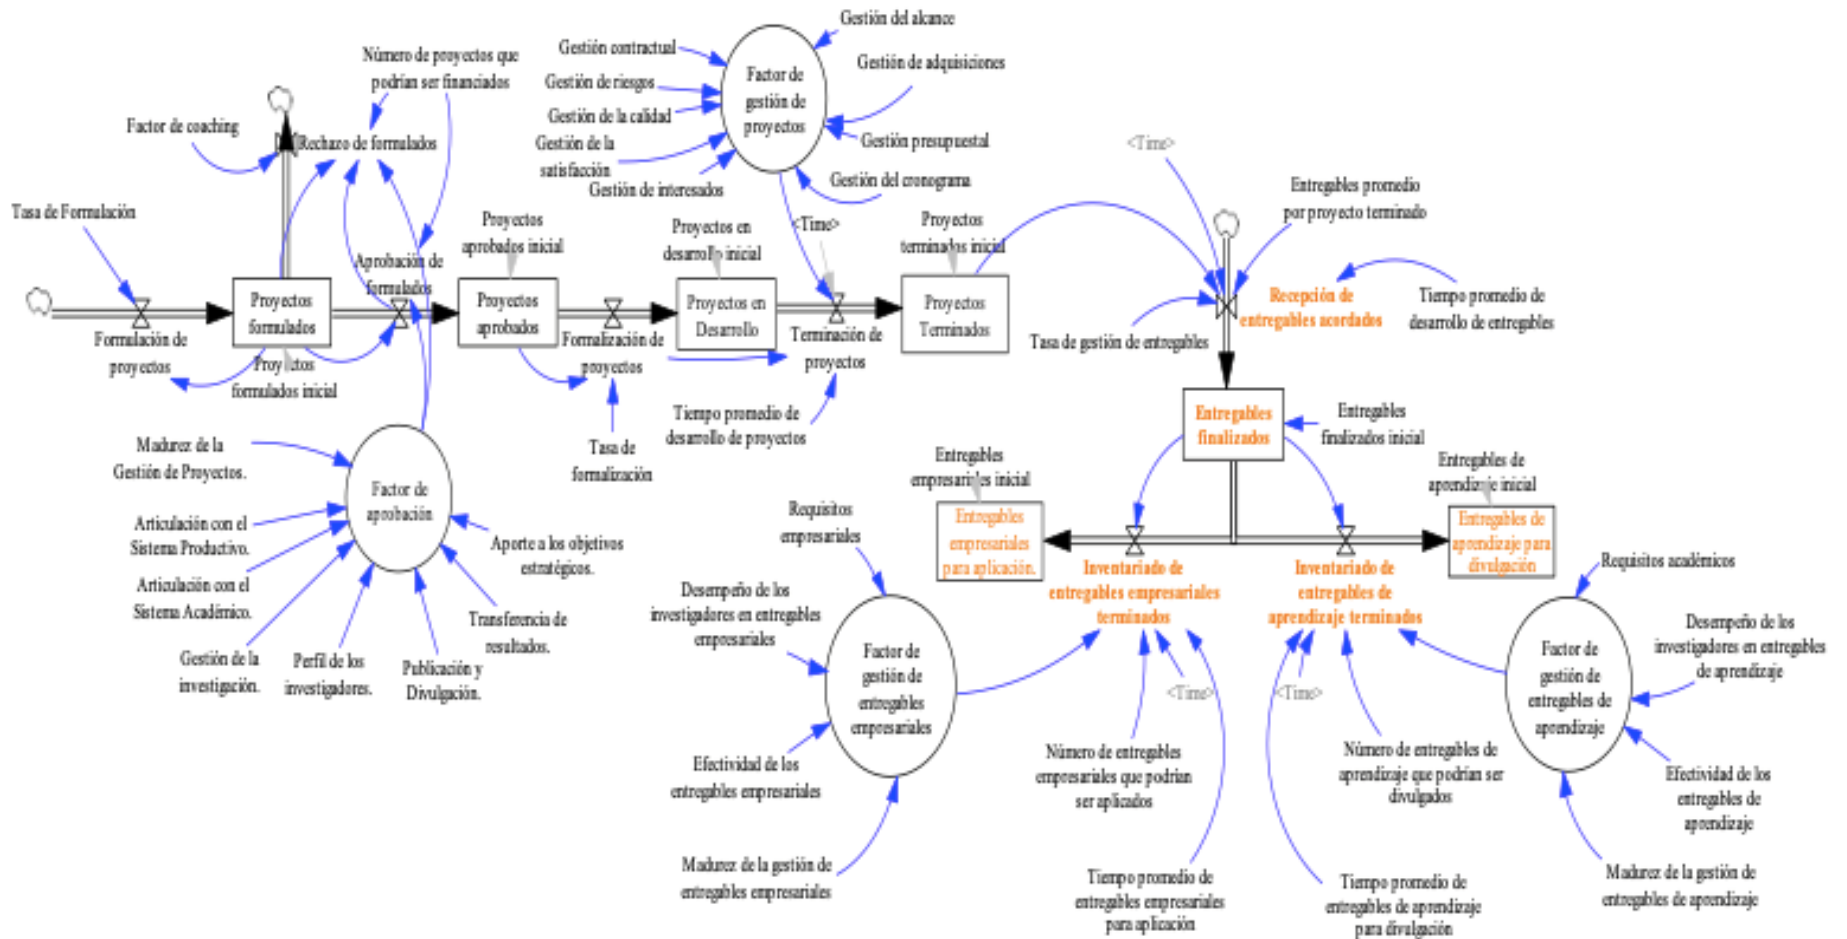 Gestión del alcance
Gestión contractual
Gestión de adquisiciones
Número de proyectos que
podrían ser financiados
Factor de
gestión de
proyectos
Gestión de riesgos
Gestión de la calidad
Factor de coaching
Rechazo de formulados
Gestión de la
satisfacción
Gestión presupuestal
Gestión de interesados
Gestión del cronograma
<Time>
Entregables promedio
por proyecto terminado
Tasa de Formulación
Proyectos
aprobados inicial
Proyectos en
desarrollo inicial
<Time>
Proyectos
terminados inicial
Aprobación de
formulados
Proyectos
formulados
Proyectos
aprobados
Proyectos en
Desarrollo
Proyectos
Terminados
Recepción de
entregables acordados
Tiempo promedio de
desarrollo de entregables
Formulación de
proyectos
Proyectos
formulados inicial
Formalización de
proyectos
Terminación de
proyectos
Tasa de gestión de entregables
Tiempo promedio de
desarrollo de proyectos
Tasa de
formalización
Entregables
finalizados
Entregables
finalizados inicial
Madurez de la
Gestión de Proyectos.
Factor de
aprobación
Articulación con el
Sistema Productivo.
Articulación con el
Sistema Académico.
Gestión de la
investigación.
Perfil de los
investigadores.
Publicación y
Divulgación.
Transferencia de
resultados.
Aporte a los objetivos
estratégicos.
Entregables
empresariales inicial
Entregables de
aprendizaje inicial
Entregables
empresariales
para aplicación.
Entregables de
aprendizaje para
divulgación
Requisitos
empresariales
Inventariado de
entregables empresariales
terminados
Inventariado de
entregables de
aprendizaje terminados
Requisitos académicos
Desempeño de los
investigadores en entregables
empresariales
Factor de
gestión de
entregables
empresariales
<Time>
<Time>
Factor de
gestión de
entregables de
aprendizaje
Desempeño de los
investigadores en entregables
de aprendizaje
Efectividad de los
entregables empresariales
Número de entregables
empresariales que podrían
ser aplicados
Número de entregables de
aprendizaje que podrían ser
divulgados
Efectividad de los
entregables de
aprendizaje
Madurez de la gestión de
entregables empresariales
Tiempo promedio de
entregables empresariales
para aplicación
Tiempo promedio de
entregables de aprendizaje
para divulgación
Madurez de la gestión de
entregables de aprendizaje